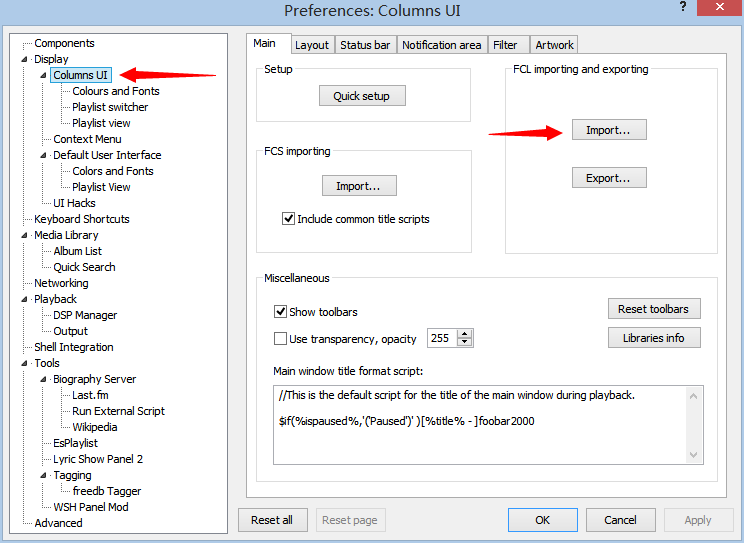 Preferences: Columns UI
?
Components
Display
Columns UI
Colours and Fonts
Playlist switcher
Playlist view
Context Menu
Default User Interface
Colors and Fonts
Playlist View
UI Hacks
Keyboard Shortcuts
Media Library
Album List
Quick Search
Networking
Playback
DSP Manager
Output
Shell Integration
Tools
Biography Server
Last.fm
Run External Script
Wikipedia
EsPlaylist
Lyric Show Panel 2
Tagging
freedb Tagger
WSH Panel Mod
Advanced
Main Layout Status bar Notification area Filter Artwork
Setup
Quick setup
FCL importing and exporting
Import...
Export...
FCS importing
Import...
Include common title scripts
Miscellaneous
Show toolbars
Reset toolbars
Use transparency, opacity 255
Libraries info
Main window title format script:
//This is the default script for the title of the main window during playback.
$if(%ispaused%,'('Paused')' )[%title% - ]foobar2000
Reset all Reset page OK Cancel Apply